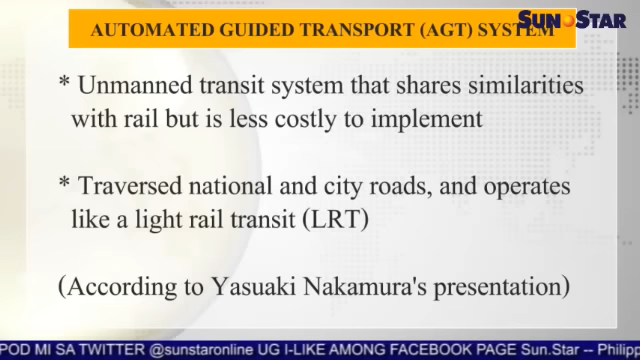 AUTOMATED GUIDED TRANSPORT (AGT) SYSTEM
SUN STAR
* Unmanned transit system that shares similarities
with rail but is less costly to implement
* Traversed national and city roads, and operates
like a light rail transit (LRT)
(According to Yasuaki Nakamura's presentation)
POD MI SA TWITTER @sunstaronline UG I-LIKE AMONG FACEBOOK PAGE Sun.Star -- Philipp